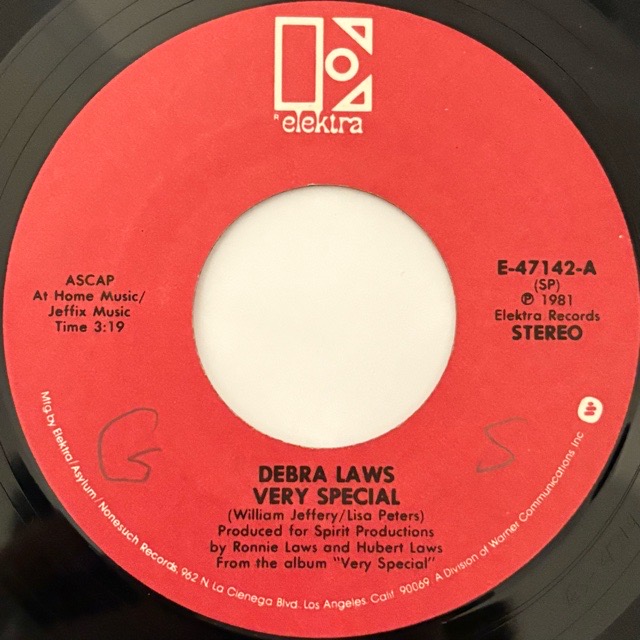 elektra
ASCAP
At Home Music/
Jeffix Music
Time 3:19
E-47142-A
(SP)
℗ 1981
Elektra Records
STEREO
G
S
DEBRA LAWS
VERY SPECIAL
(William Jeffery/Lisa Peters)
Produced for Spirit Productions
by Ronnie Laws and Hubert Laws
From the album "Very Special"
Mfg by Elektra/Asylum/Nonesuch Records, 962 N. La Cienega Blvd. Los Angeles. Calif 90069 A Division of Warner Communications Inc